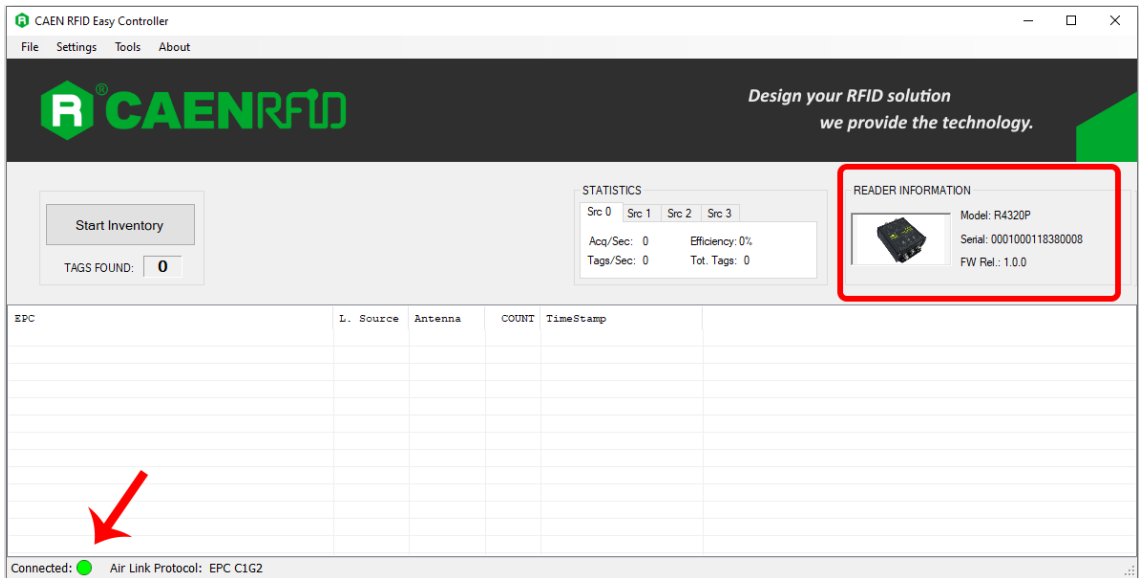 CAEN RFID Easy Controller
File Settings Tools About
R® CAENRFID
Design your RFID solution
we provide the technology.
Start Inventory
TAGS FOUND: 0
STATISTICS
Src 0 Src 1 Src 2 Src 3
Acq/Sec: 0 Efficiency: 0%
Tags/Sec: 0 Tot. Tags: 0
READER INFORMATION
Model: R4320P
Serial: 0001000118380008
FW Rel.: 1.0.0
EPC L. Source Antenna COUNT TimeStamp
Connected: Air Link Protocol: EPC C1G2